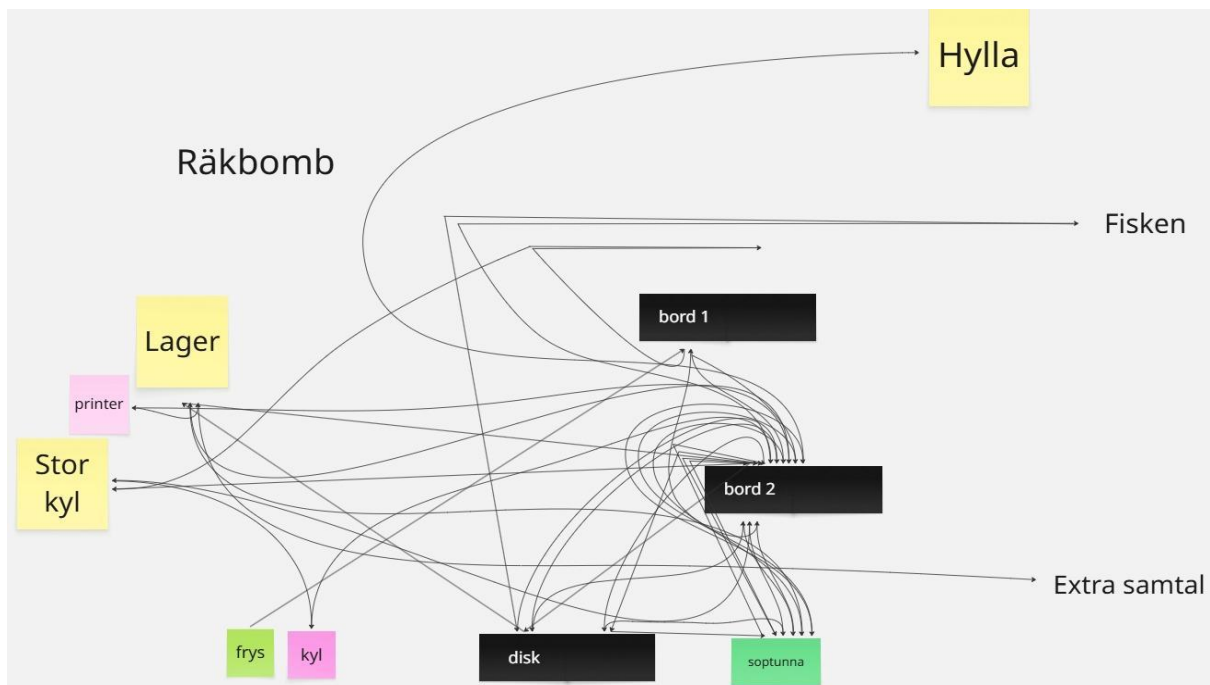 Hylla
Räkbomb
Fisken
bord 1
Lager
printer
Stor
kyl
bord 2
Extra samtal
frys
kyl
disk
soptunna